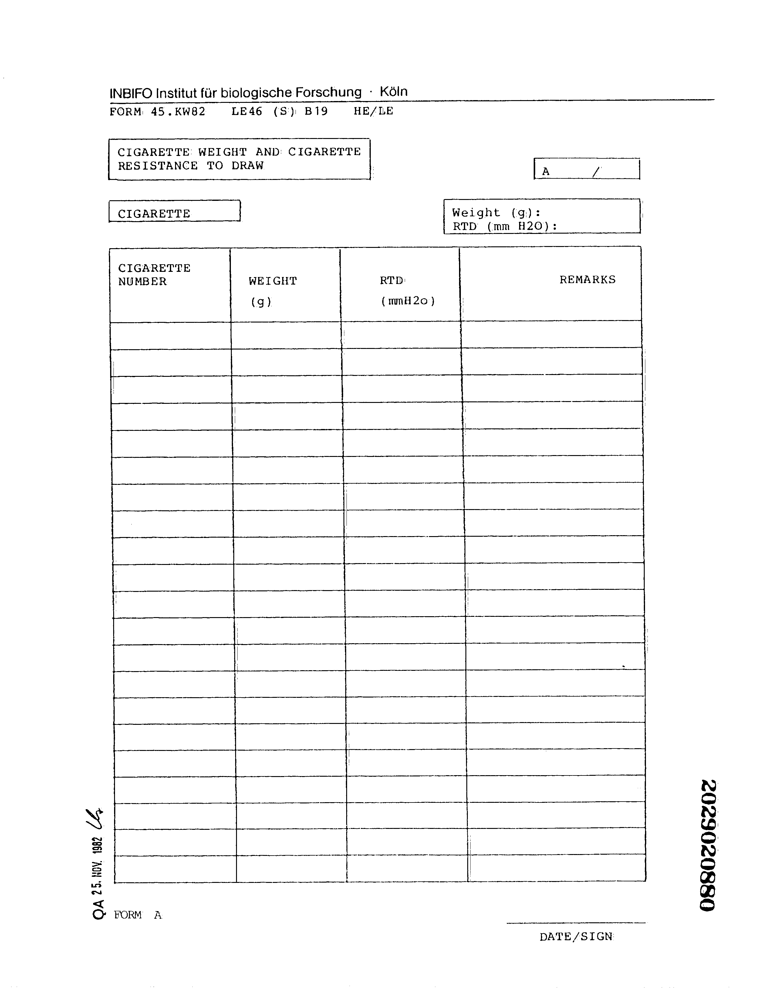 INBIFO Institut für biologische Forschung · Köln
FORM 45.KW82 LE46 (S) B19 HE/LE
CIGARETTE WEIGHT AND CIGARETTE
RESISTANCE TO DRAW
A /
CIGARETTE
Weight (g):
RTD (mm H2O):
CIGARETTE
NUMBER
WEIGHT
(g)
RTD
(mmH2o)
REMARKS
QA 25. NOV. 1982
FORM A
DATE/SIGN
2029020880